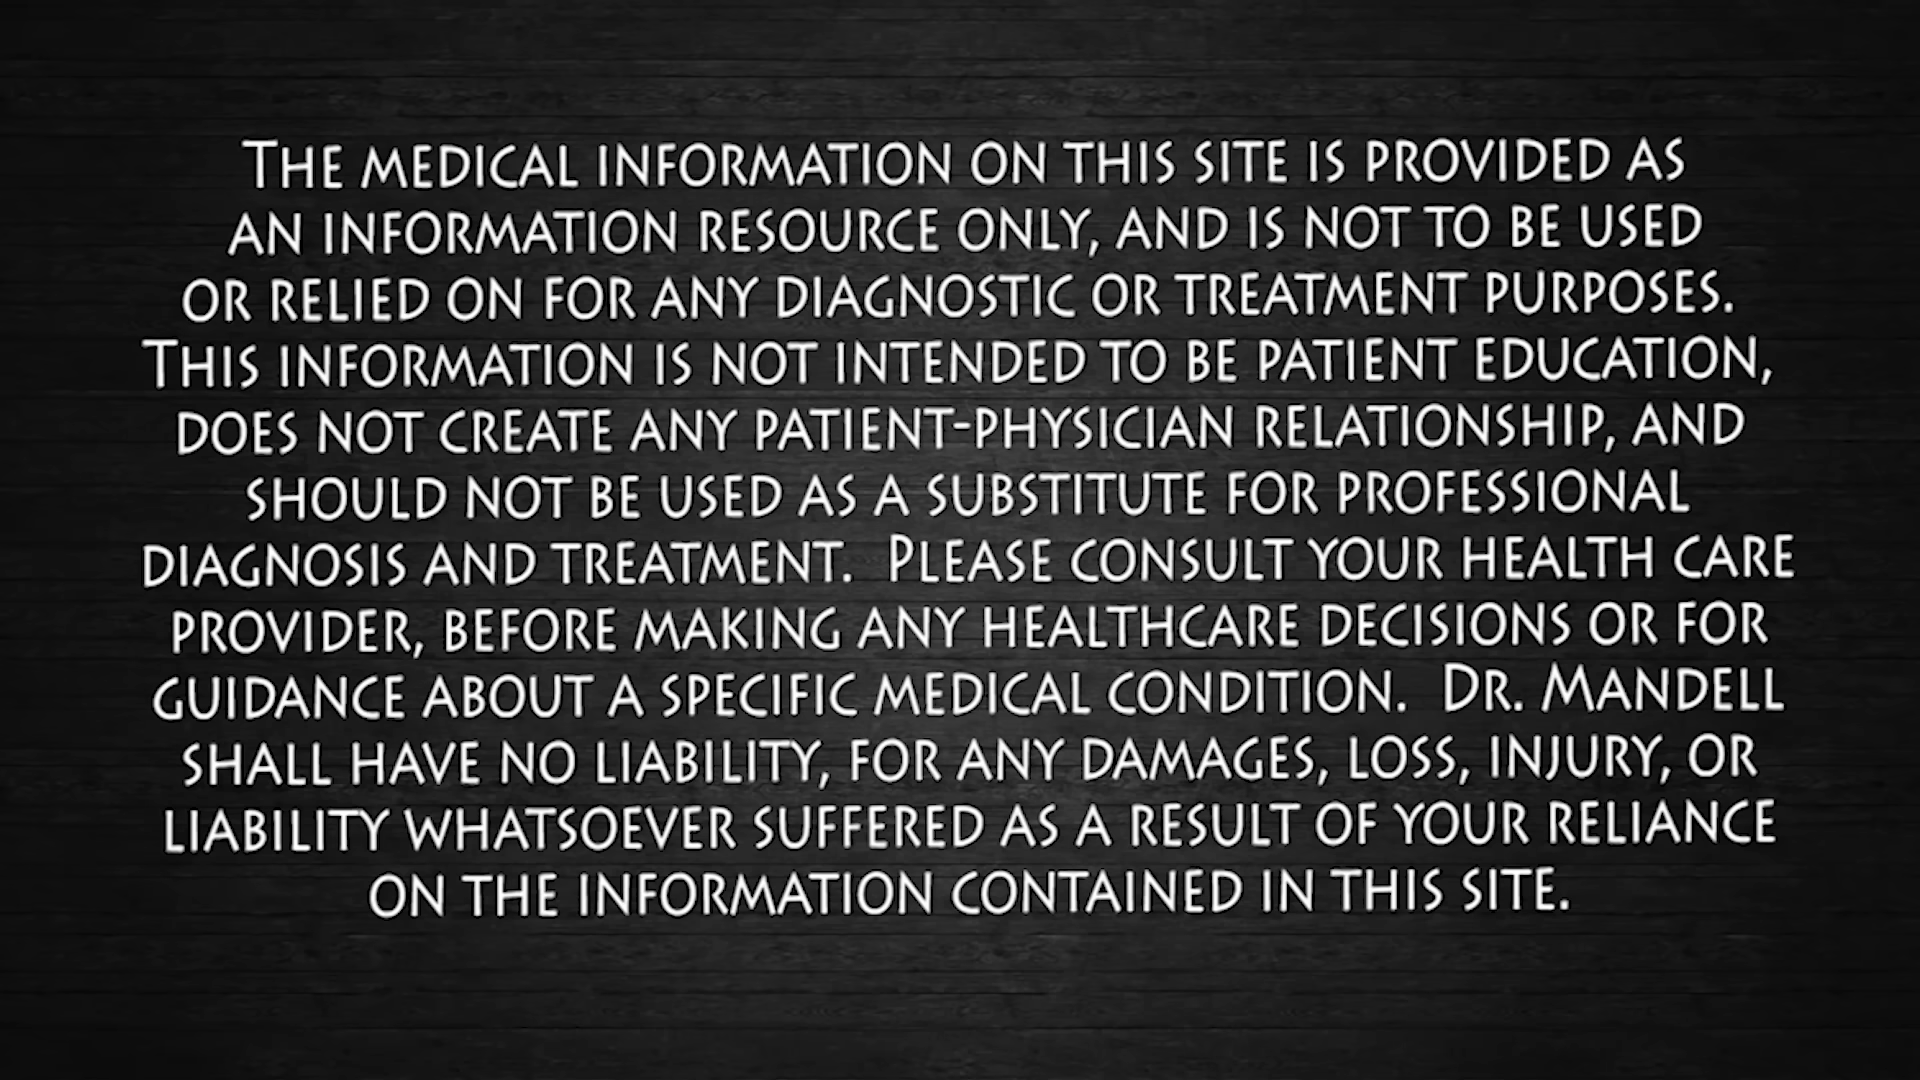 The medical information on this site is provided as
an information resource only, and is not to be used
or relied on for any diagnostic or treatment purposes.
This information is not intended to be patient education,
does not create any patient-physician relationship, and
should not be used as a substitute for professional
diagnosis and treatment.  Please consult your health care
provider, before making any healthcare decisions or for
guidance about a specific medical condition.  Dr. Mandell
shall have no liability, for any damages, loss, injury, or
liability whatsoever suffered as a result of your reliance
on the information contained in this site.